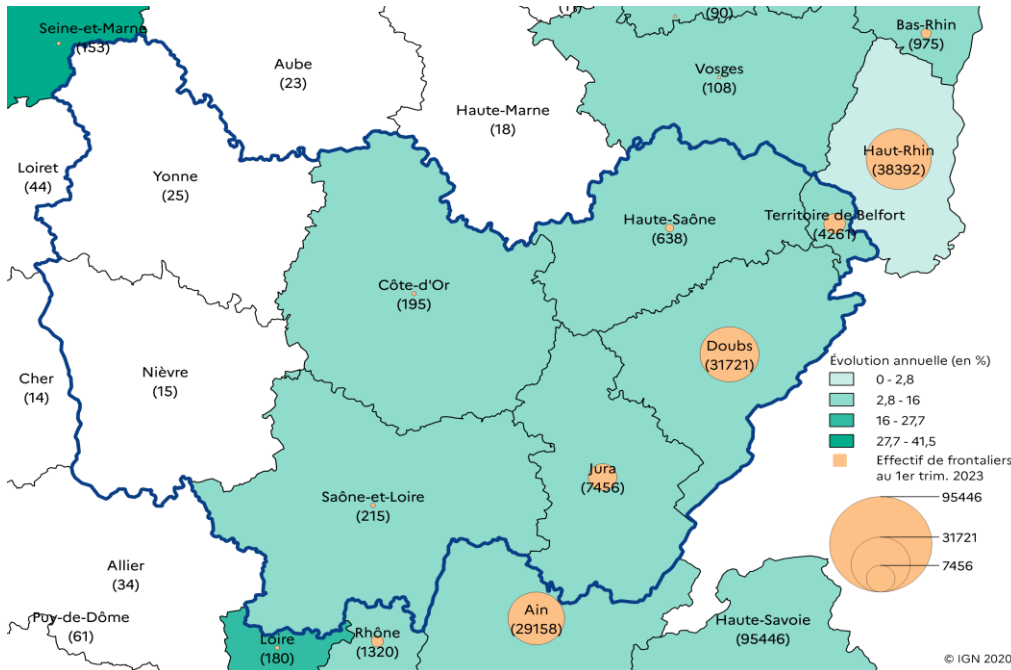 (90)
Seine-et-Marne
(153)
Bas-Rhin
(975)
Aube
(23)
Vosges
(108)
Haute-Marne
(18)
Haut-Rhin
(38392)
Loiret
(44)
Yonne
(25)
Haute-Saône
(638)
Territoire de Belfort
(4261)
Côte-d'Or
(195)
Doubs
(31721)
Cher
(14)
Nièvre
(15)
Évolution annuelle (en %)
0 - 2,8
2,8 - 16
16 - 27,7
27,7 - 41,5
Effectif de frontaliers
au 1er trim. 2023
95446
31721
7456
Jura
(7456)
Saône-et-Loire
(215)
Allier
(34)
Puy-de-Dôme
(61)
Loire
(180)
Rhône
(1320)
Ain
(29158)
Haute-Savoie
(95446)
© IGN 2020